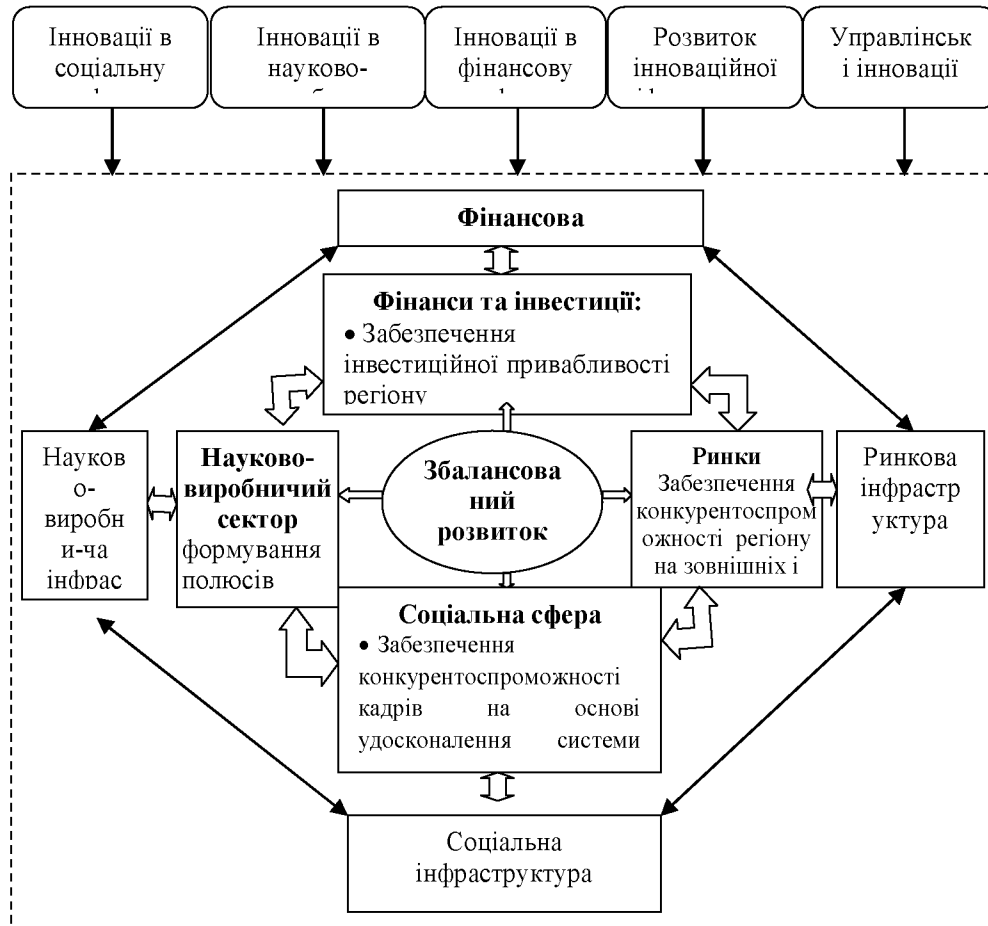 Інновації в
соціальну
Інновації в
науково-
Інновації в
фінансову
Розвиток
інноваційної
Управлінськ
і інновації
Фінансова
Фінанси та інвестиції:
• Забезпечення
інвестиційної привабливості
регіону
Науков
о-
виробн
и-ча
інфрас
Науково-
виробничий
сектор
формування
полюсів
Збалансова
ний
розвиток
Ринки
Забезпечення
конкурентоспром
ожності регіону
на зовнішніх і
Ринкова
інфрастр
уктура
Соціальна сфера
• Забезпечення
конкурентоспроможності
кадрів на основі
удосконалення системи
Соціальна
інфраструктура